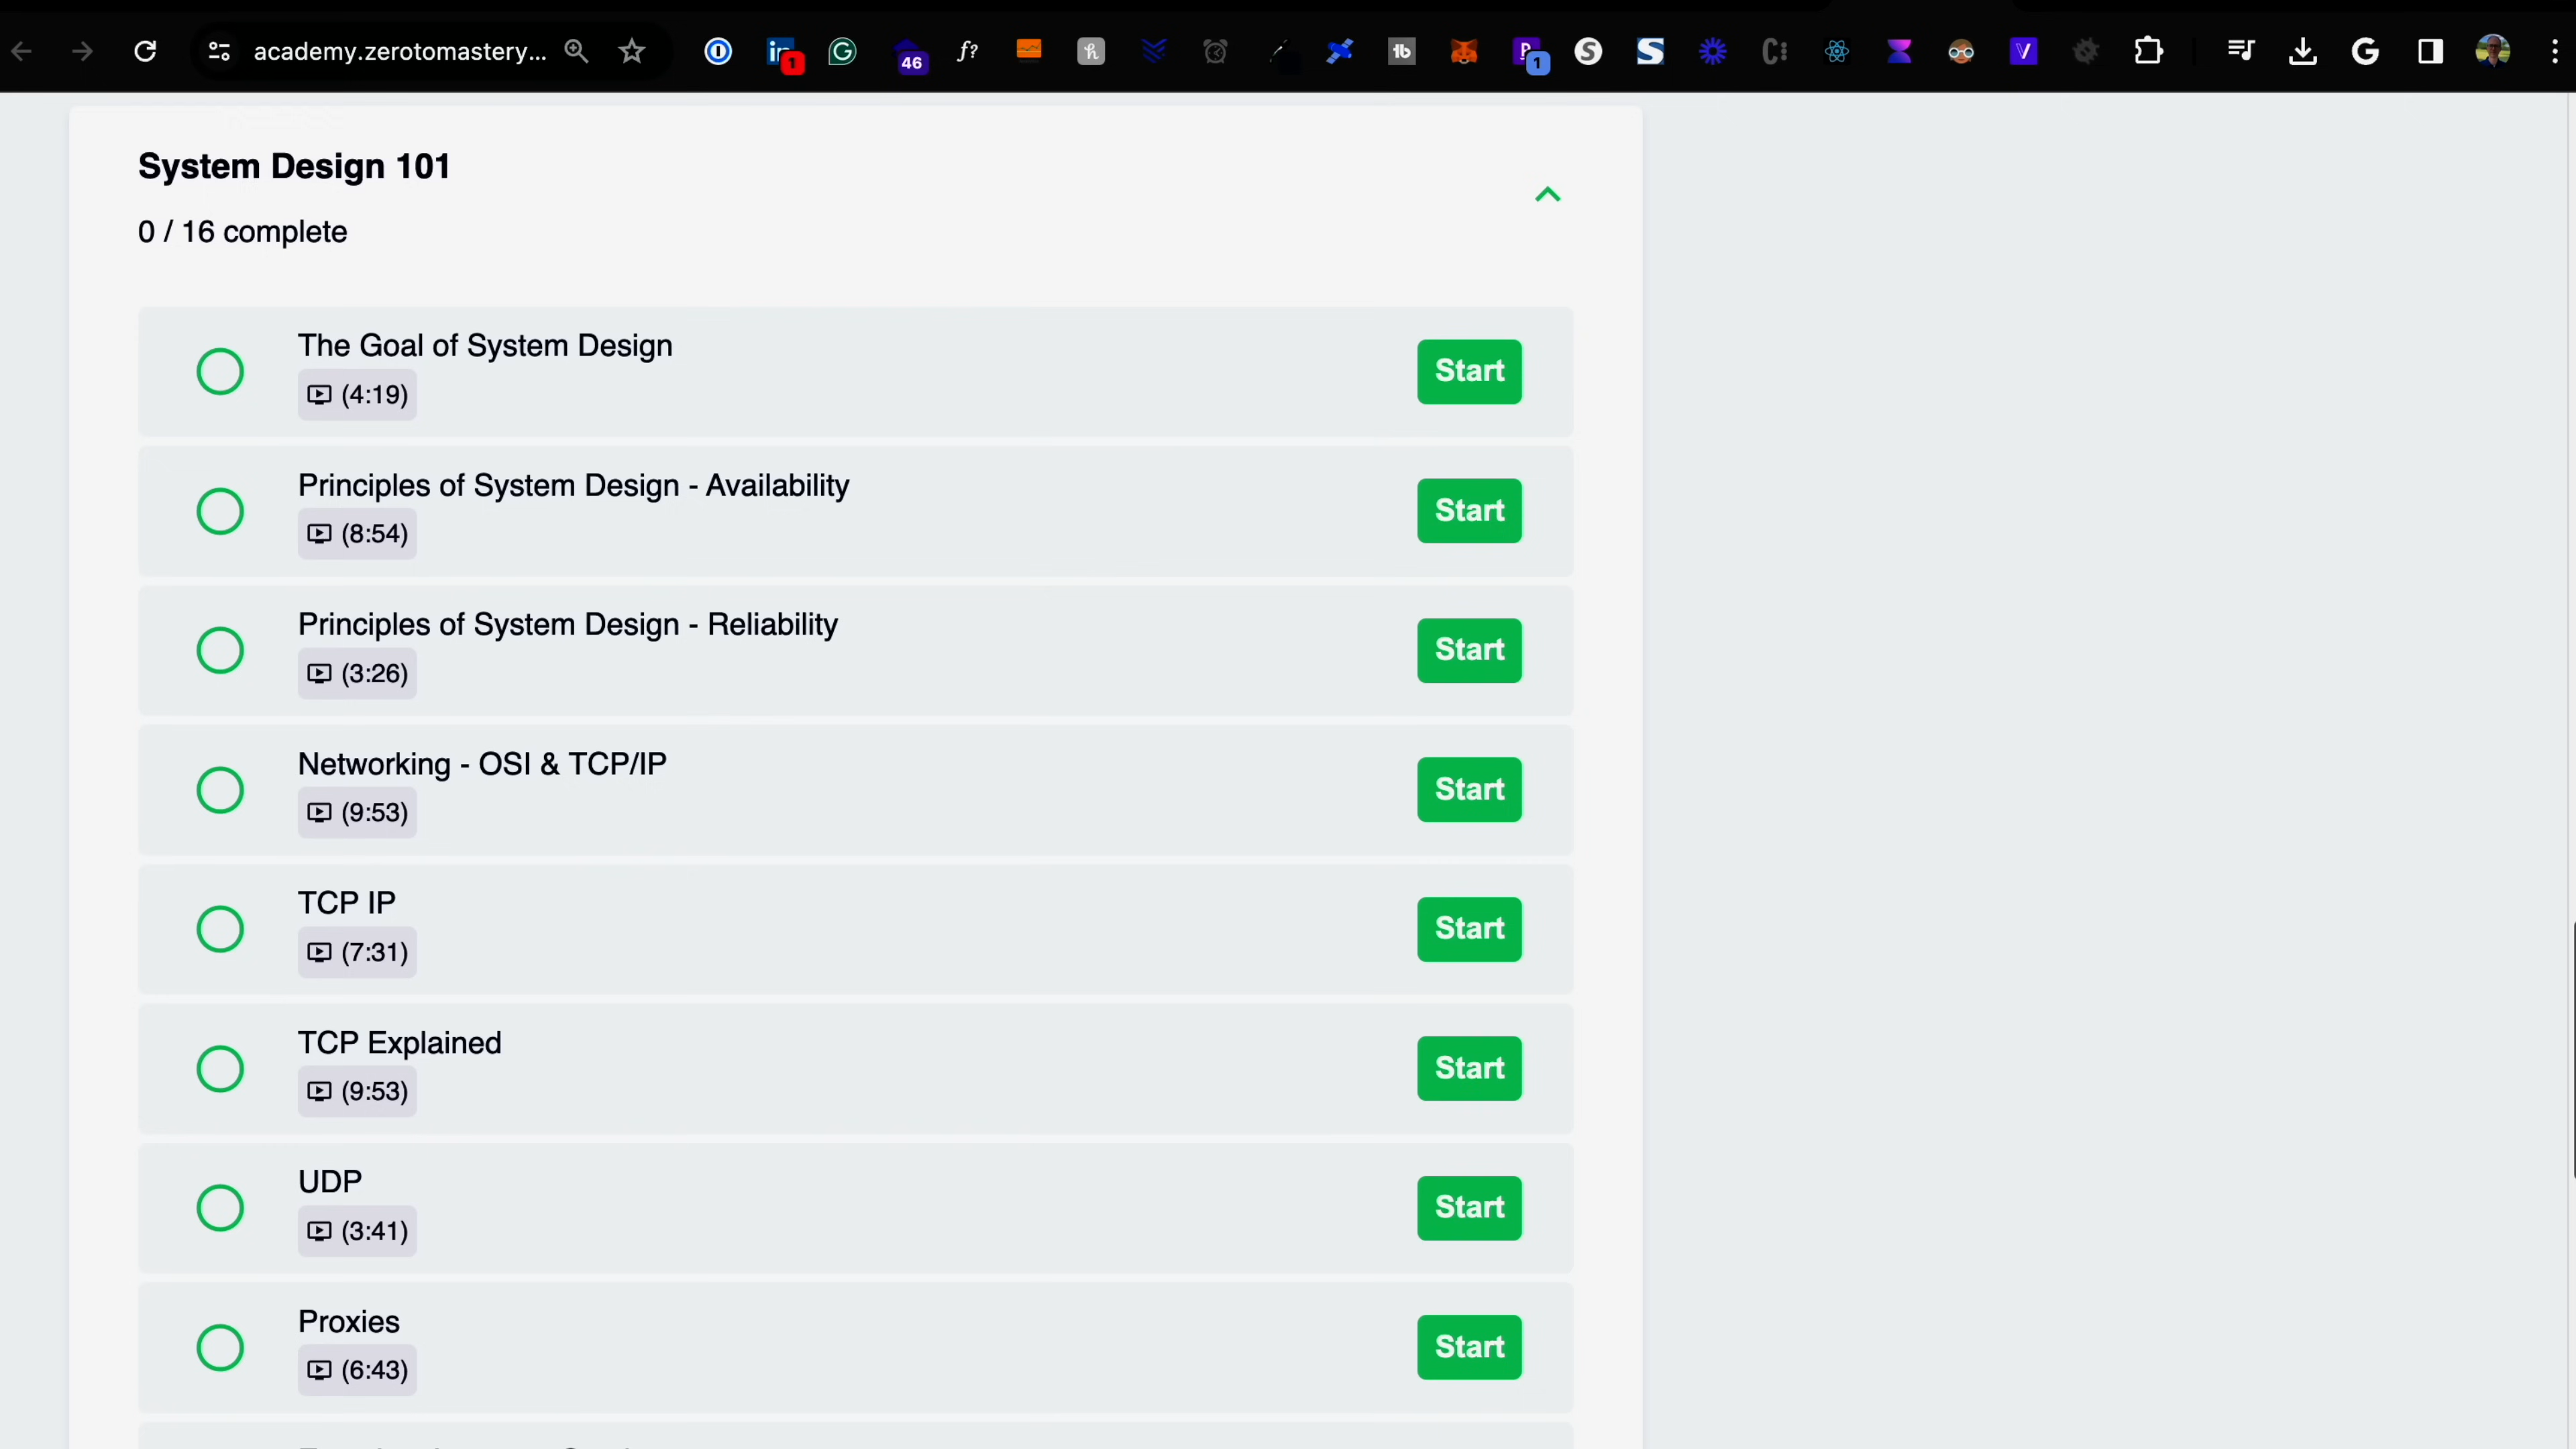 academy.zerotomastery...
1
46
f?
h
tb
1
System Design 101
0 / 16 complete
The Goal of System Design
(4:19)
Start
Principles of System Design - Availability
(8:54)
Start
Principles of System Design - Reliability
(3:26)
Start
Networking - OSI & TCP/IP
(9:53)
Start
TCP IP
(7:31)
Start
TCP Explained
(9:53)
Start
UDP
(3:41)
Start
Proxies
(6:43)
Start